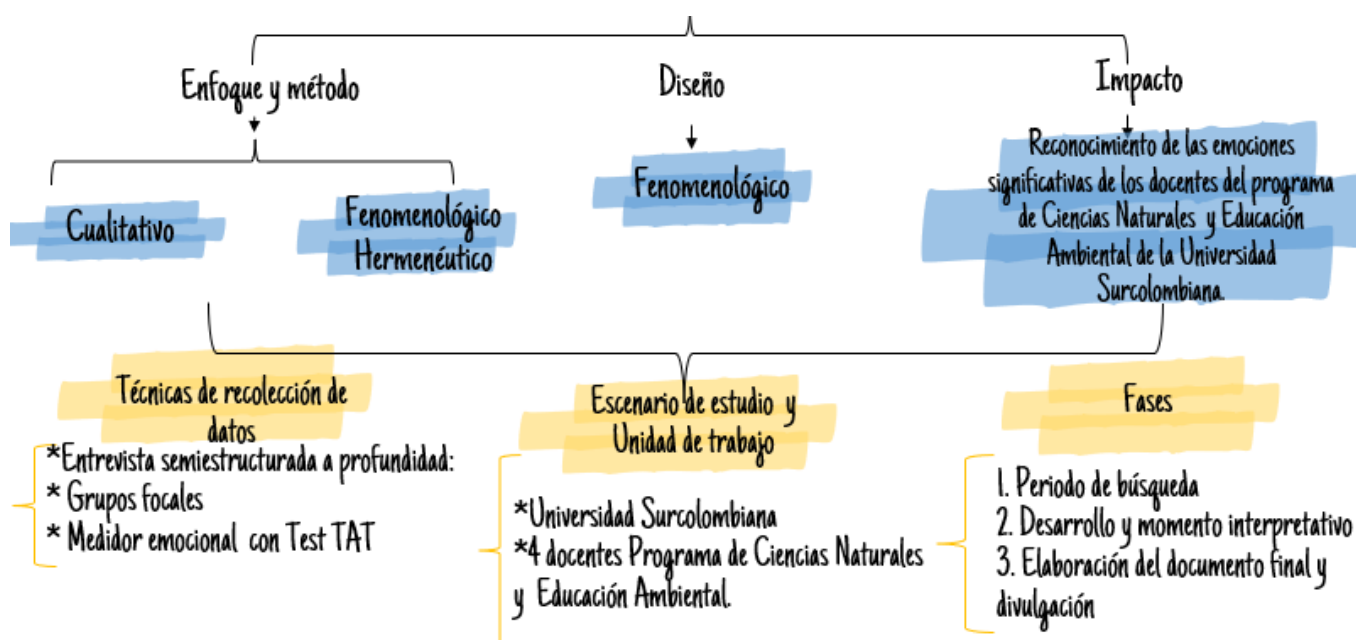 Enfoque y método
Diseño
Impacto
Cualitativo
Fenomenológico
Hermenéutico
Fenomenológico
Reconocimiento de las emociones
significativas de los docentes del programa
de Ciencias Naturales y Educación
Ambiental de la Universidad
Surcolombiana.
Técnicas de recolección de
datos
*Entrevista semiestructurada a profundidad:
* Grupos focales
* Medidor emocional con Test TAT
Escenario de estudio y
Unidad de trabajo
*Universidad Surcolombiana
*4 docentes Programa de Ciencias Naturales
y Educación Ambiental.
Fases
1. Periodo de búsqueda
2. Desarrollo y momento interpretativo
3. Elaboración del documento final y
divulgación